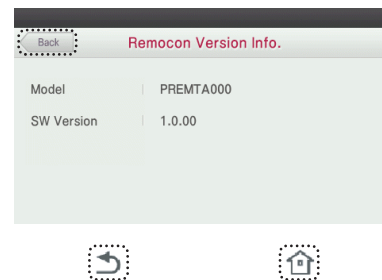 Back
Remocon Version Info.
Model PREMTA000
SW Version 1.0.00